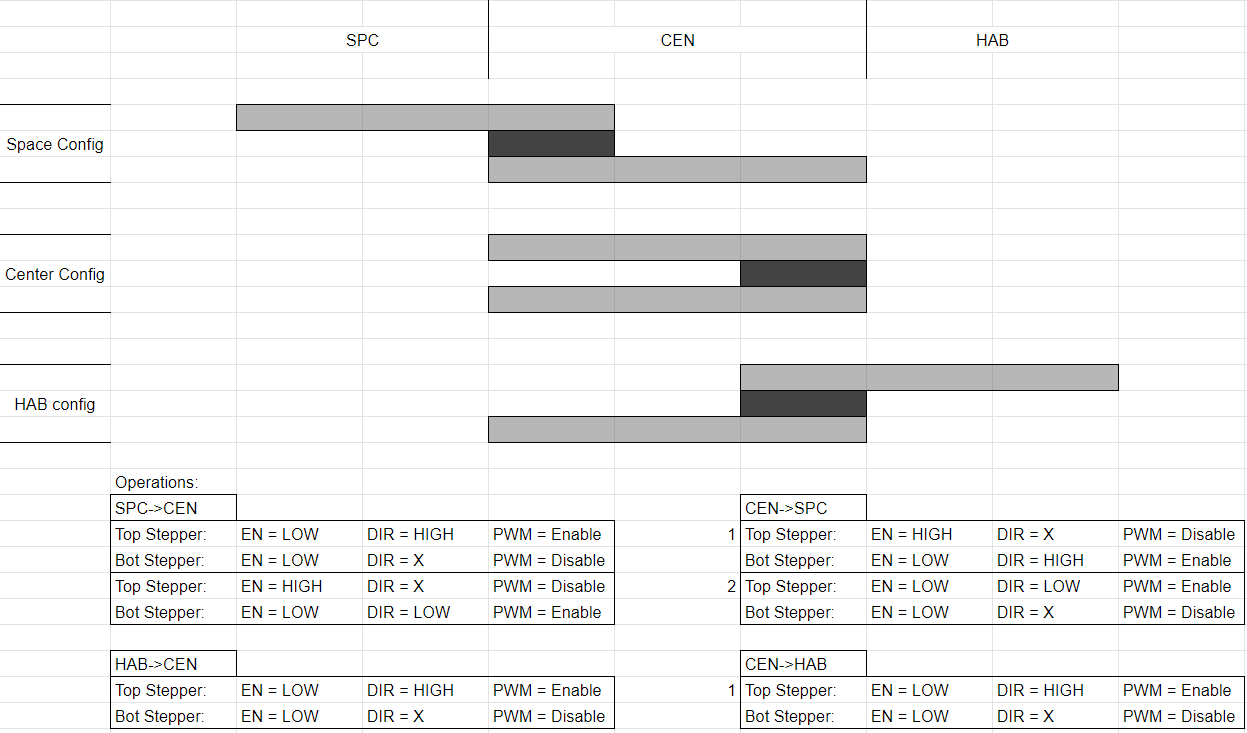 SPC CEN HAB
Space Config
Center Config
HAB config
Operations:
SPC->CEN CEN->SPC
Top Stepper: EN = LOW DIR = HIGH PWM = Enable 1 Top Stepper: EN = HIGH DIR = X PWM = Disable
Bot Stepper: EN = LOW DIR = X PWM = Disable Bot Stepper: EN = LOW DIR = HIGH PWM = Enable
Top Stepper: EN = HIGH DIR = X PWM = Disable 2 Top Stepper: EN = LOW DIR = LOW PWM = Enable
Bot Stepper: EN = LOW DIR = LOW PWM = Enable Bot Stepper: EN = LOW DIR = X PWM = Disable
HAB->CEN CEN->HAB
Top Stepper: EN = LOW DIR = HIGH PWM = Enable 1 Top Stepper: EN = LOW DIR = HIGH PWM = Enable
Bot Stepper: EN = LOW DIR = X PWM = Disable Bot Stepper: EN = LOW DIR = X PWM = Disable